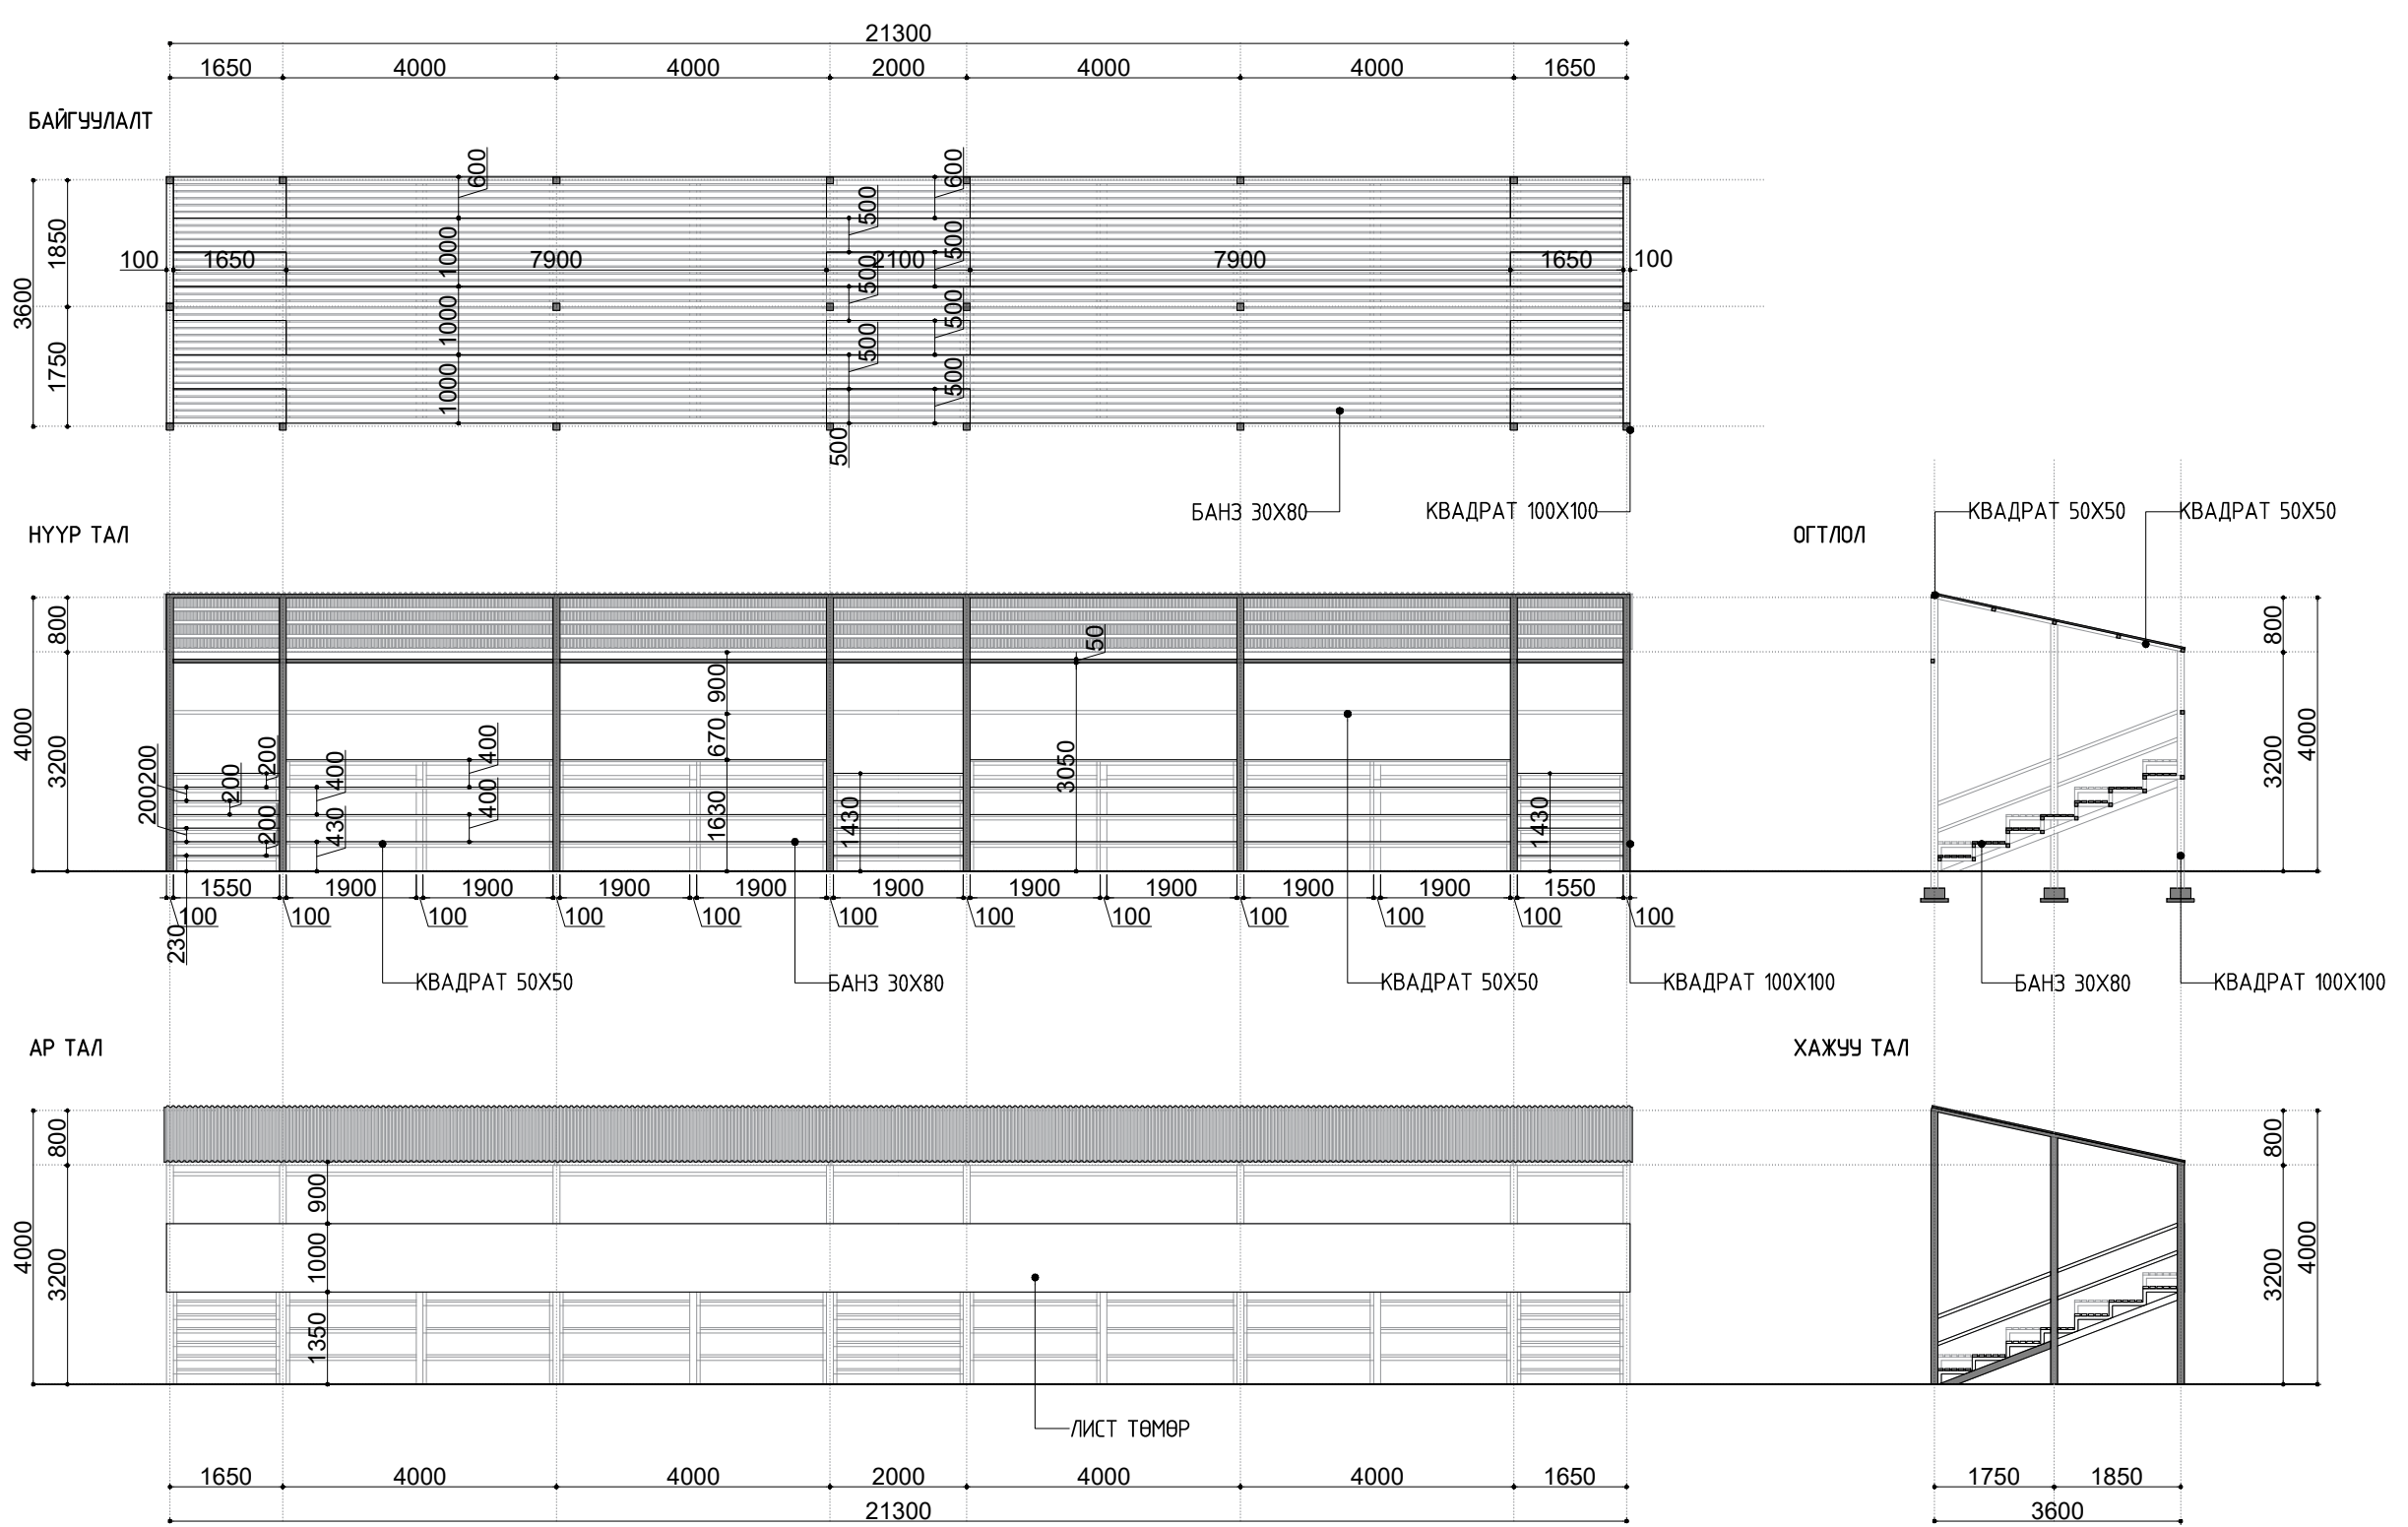 21300
1650 4000 4000 2000 4000 4000 1650
БАЙГУУЛАЛТ
600 600
500
1850 1000 500
100 1650 7900 2100 7900 1650 100
500
3600
1000 500
1750 500
1000 500
500
БАНЗ 30X80 КВАДРАТ 100X100 КВАДРАТ 50X50 КВАДРАТ 50X50
НҮҮР ТАЛ ОГТЛОЛ
800 50 800
900
4000 670 4000
3200 200 400 3050 3200
200200 200 400 400
200 430 1630 1430 1430
1550 1900 1900 1900 1900 1900 1900 1900 1900 1900 1550
100 100 100 100 100 100 100 100 100 100 100 100
230
КВАДРАТ 50X50 БАНЗ 30X80 КВАДРАТ 50X50 КВАДРАТ 100X100 БАНЗ 30X80 КВАДРАТ 100X100
АР ТАЛ ХАЖУУ ТАЛ
800 800
900
4000 1000 4000
3200 3200
1350
ЛИСТ ТӨМӨР
1650 4000 4000 2000 4000 4000 1650 1750 1850
21300 3600